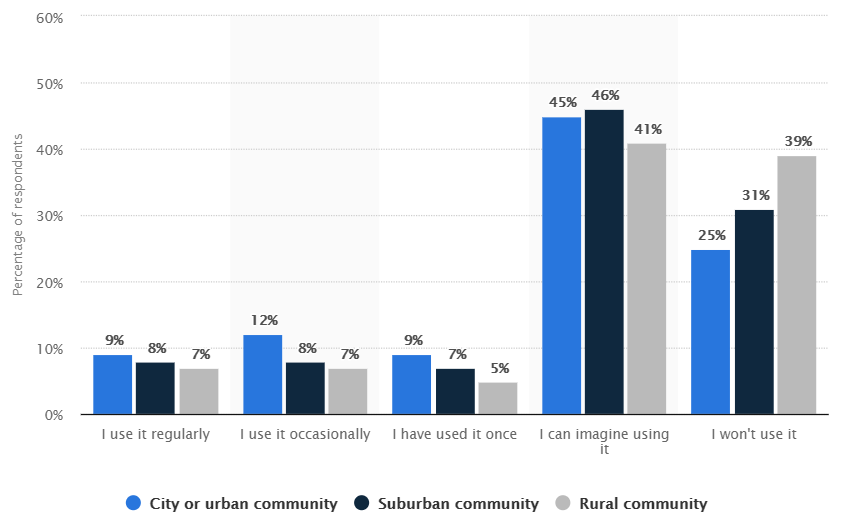 60%
50%
40%
30%
20%
10%
0%
Percentage of respondents
9%
8%
7%
12%
8%
7%
9%
7%
5%
45%
46%
41%
25%
31%
39%
I use it regularly
I use it occasionally
I have used it once
I can imagine using
it
I won't use it
City or urban community
Suburban community
Rural community